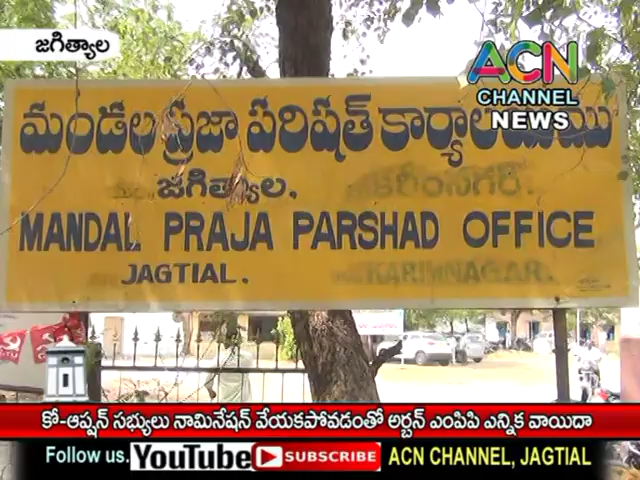 జగిత్యాల
ACN
CHANNEL
NEWS
మండల ప్రజా పరిషత్ కార్యాలయము
జగిత్యాల. కరీంనగర్.
MANDAL PRAJA PARSHAD OFFICE
JAGTIAL. KARIMNAGAR.
కో-ఆప్షన్ సభ్యులు నామినేషన్ వేయకపోవడంతో అర్బన్ ఎంపిపి ఎన్నిక వాయిదా
Follow us. YouTube SUBSCRIBE ACN CHANNEL, JAGTIAL